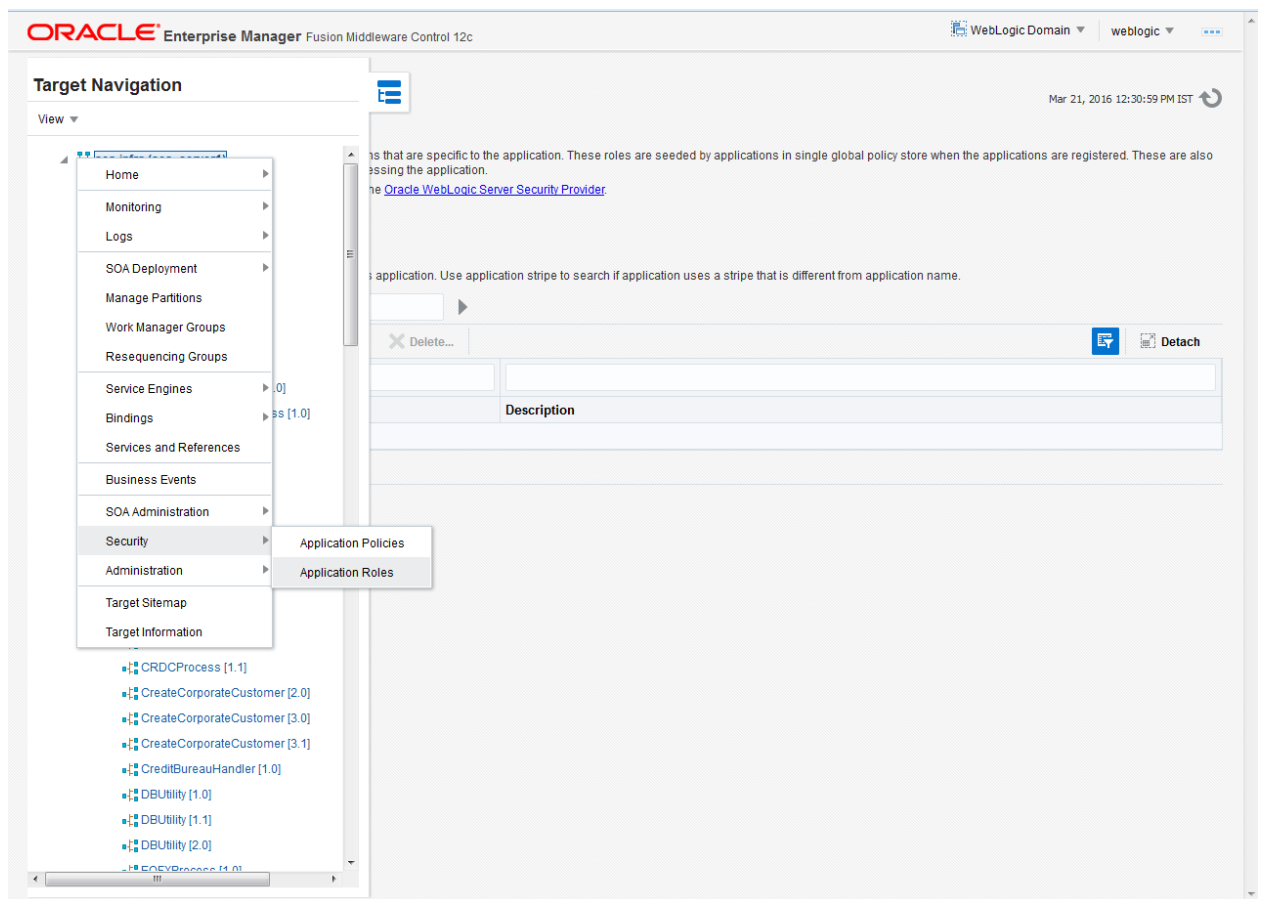 ORACLE Enterprise Manager Fusion Middleware Control 12c
WebLogic Domain
weblogic
Target Navigation
View
Mar 21, 2016 12:30:59 PM IST
soa-infra (soa_server1)
Home
Monitoring
Logs
SOA Deployment
Manage Partitions
Work Manager Groups
Resequencing Groups
Service Engines
.0]
Bindings
ss [1.0]
Services and References
Business Events
SOA Administration
Security
Administration
Target Sitemap
Target Information
Application Policies
Application Roles
CRDCProcess [1.1]
CreateCorporateCustomer [2.0]
CreateCorporateCustomer [3.0]
CreateCorporateCustomer [3.1]
CreditBureauHandler [1.0]
DBUtility [1.0]
DBUtility [1.1]
DBUtility [2.0]
EQFXProcess [1.0]
ns that are specific to the application. These roles are seeded by applications in single global policy store when the applications are registered. These are also
essing the application.
he Oracle WebLogic Server Security Provider.
s application. Use application stripe to search if application uses a stripe that is different from application name.
Delete...
Detach
Description